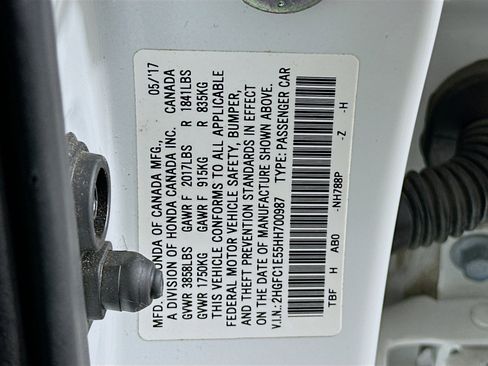 MFD. HONDA OF CANADA MFG., 05/'17
A DIVISION OF HONDA CANADA INC. CANADA
GVWR 3858LBS GAWR F 2017LBS R 1841LBS
GVWR 1750KG GAWR F 915KG R 835KG
THIS VEHICLE CONFORMS TO ALL APPLICABLE
FEDERAL MOTOR VEHICLE SAFETY, BUMPER,
AND THEFT PREVENTION STANDARDS IN EFFECT
ON THE DATE OF MANUFACTURE SHOWN ABOVE.
V.I.N.: 2HGFC1E55HH700987 TYPE: PASSENGER CAR
TBF H AB0 -NH788P -Z -H